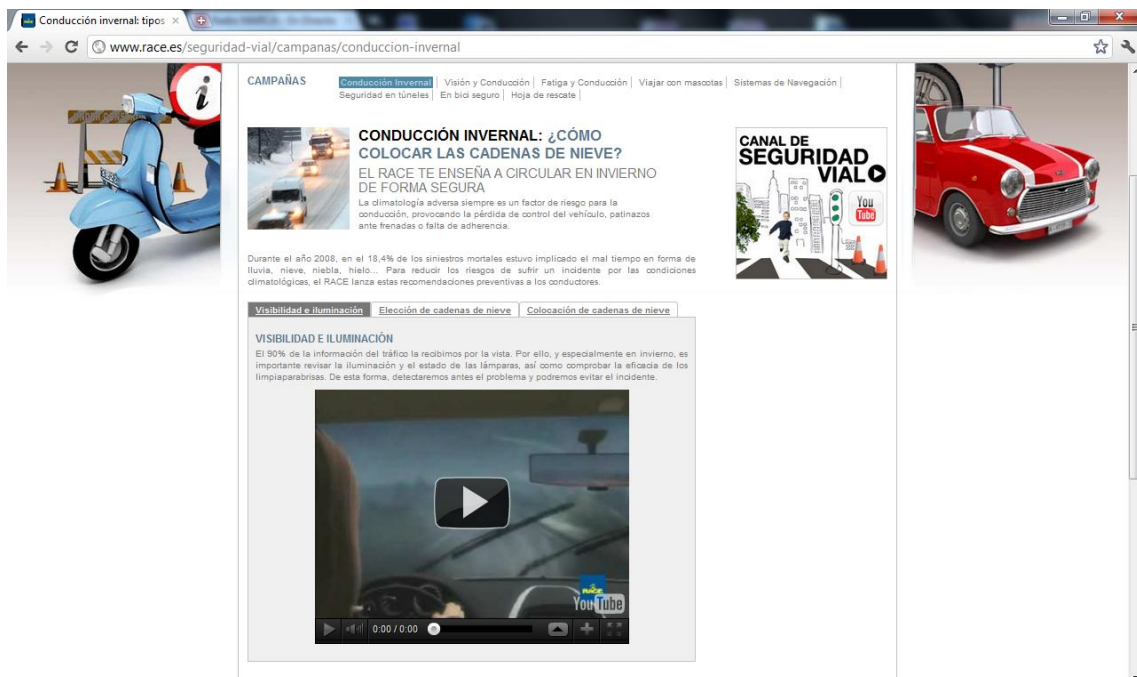 Conducción invernal: tipos
www.race.es/seguridad-vial/campanas/conduccion-invernal
CAMPAÑAS
Conducción Invernal | Visión y Conducción | Fatiga y Conducción | Viajar con mascotas | Sistemas de Navegación |
Seguridad en túneles | En bici seguro | Hoja de rescate |
CONDUCCIÓN INVERNAL: ¿CÓMO
COLOCAR LAS CADENAS DE NIEVE?
EL RACE TE ENSEÑA A CIRCULAR EN INVIERNO
DE FORMA SEGURA
La climatología adversa siempre es un factor de riesgo para la
conducción, provocando la pérdida de control del vehículo, patinazos
ante frenadas o falta de adherencia.
CANAL DE
SEGURIDAD
VIAL
You
Tube
Durante el año 2008, en el 18,4% de los siniestros mortales estuvo implicado el mal tiempo en forma de
lluvia, nieve, niebla, hielo... Para reducir los riesgos de sufrir un incidente por las condiciones
climatológicas, el RACE lanza estas recomendaciones preventivas a los conductores.
Visibilidad e iluminación
Elección de cadenas de nieve
Colocación de cadenas de nieve
VISIBILIDAD E ILUMINACIÓN
El 90% de la información del tráfico la recibimos por la vista. Por ello, y especialmente en invierno, es
importante revisar la iluminación y el estado de las lámparas, así como comprobar la eficacia de los
limpiaparabrisas. De esta forma, detectaremos antes el problema y podremos evitar el incidente.
RACE
YouTube
0:00 / 0:00